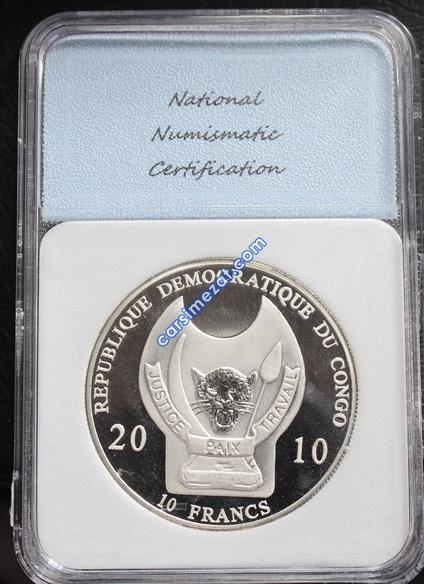 National
Numismatic
Certification
REPUBLIQUE DEMOCRATIQUE DU CONGO
JUSTICE
PAIX
TRAVAIL
20 10
10 FRANCS
carsimezat.com